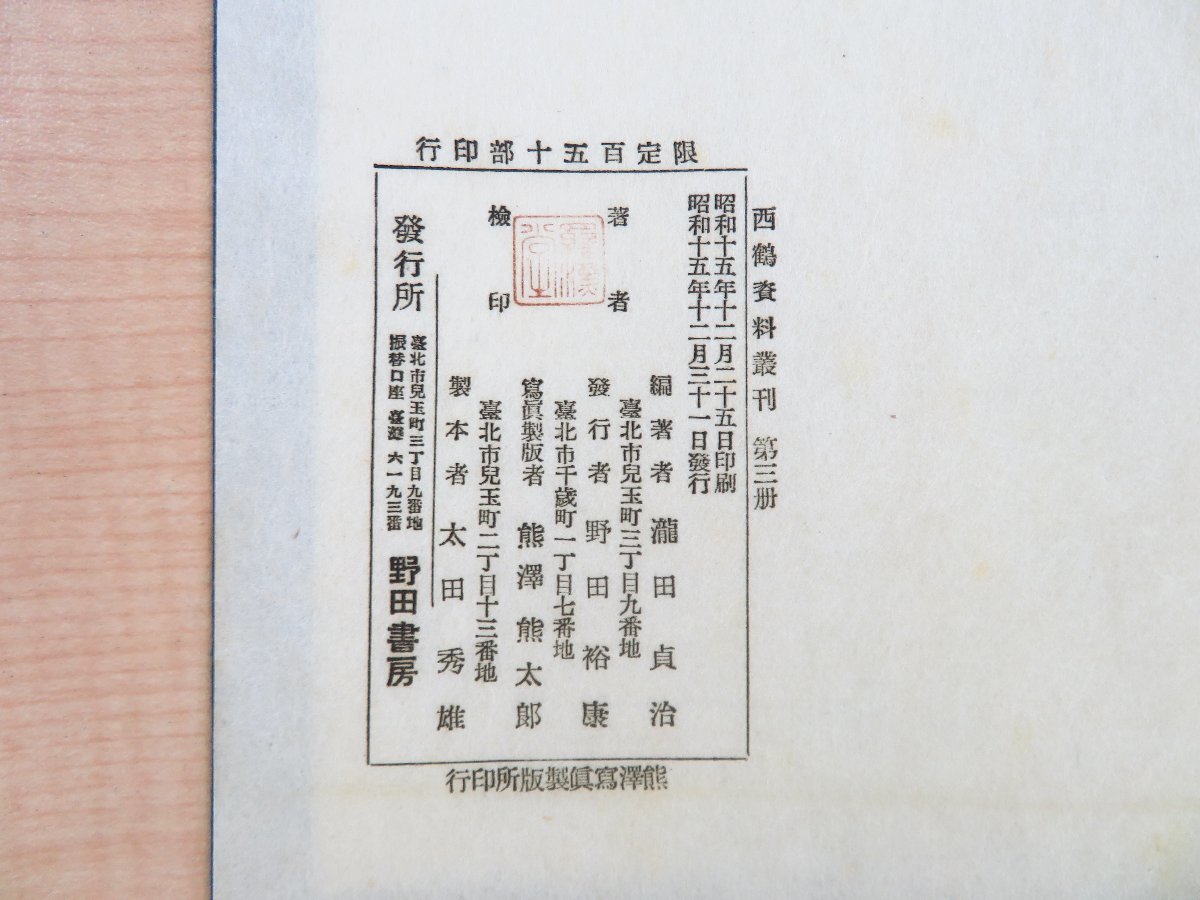 西鶴資料叢刊 第三册
限定百五十部印行
昭和十五年十二月二十五日印刷
昭和十五年十二月三十一日發行
著者
檢印
編著者 瀧田貞治
臺北市兒玉町三丁目九番地
發行者 野田裕康
臺北市千歲町一丁目七番地
寫眞製版者 熊澤熊太郎
臺北市兒玉町二丁目十三番地
製本者 太田秀雄
發行所 野田書房
臺北市兒玉町三丁目九番地
振替口座 臺灣 六一九三番
熊澤寫眞製版所印行